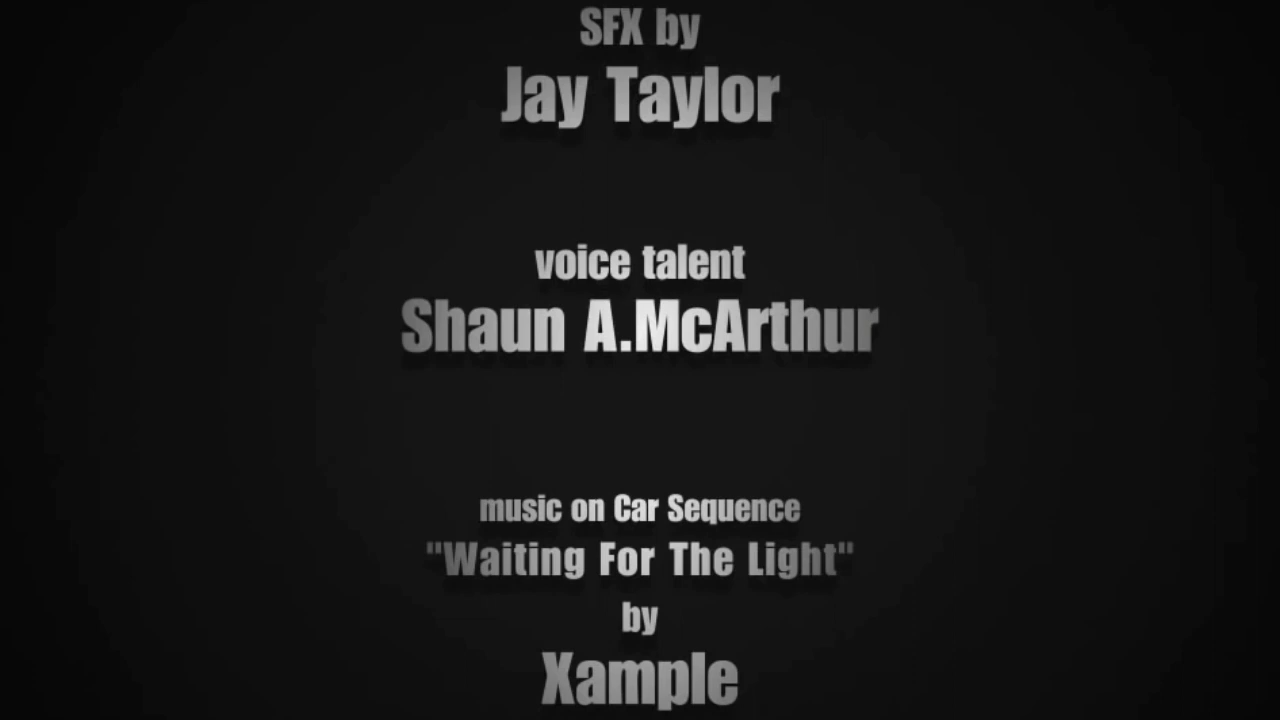 SFX by
Jay Taylor
voice talent
Shaun A.McArthur
music on Car Sequence
"Waiting For The Light"
by
Xample